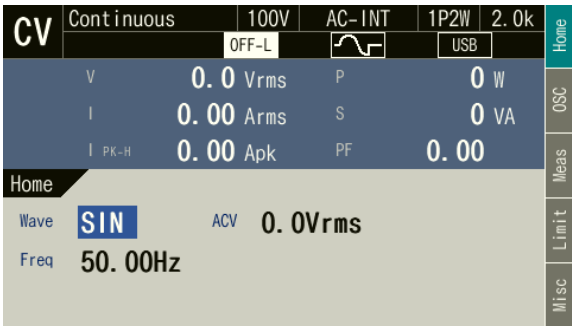 CV Continuous 100V AC-INT 1P2W 2.0k
OFF-L USB
V 0.0 Vrms P 0 W
I 0.00 Arms S 0 VA
I PK-H 0.00 Apk PF 0.00
Home
Wave SIN ACV 0.0Vrms
Freq 50.00Hz
Home
OSC
Meas
Limit
Misc